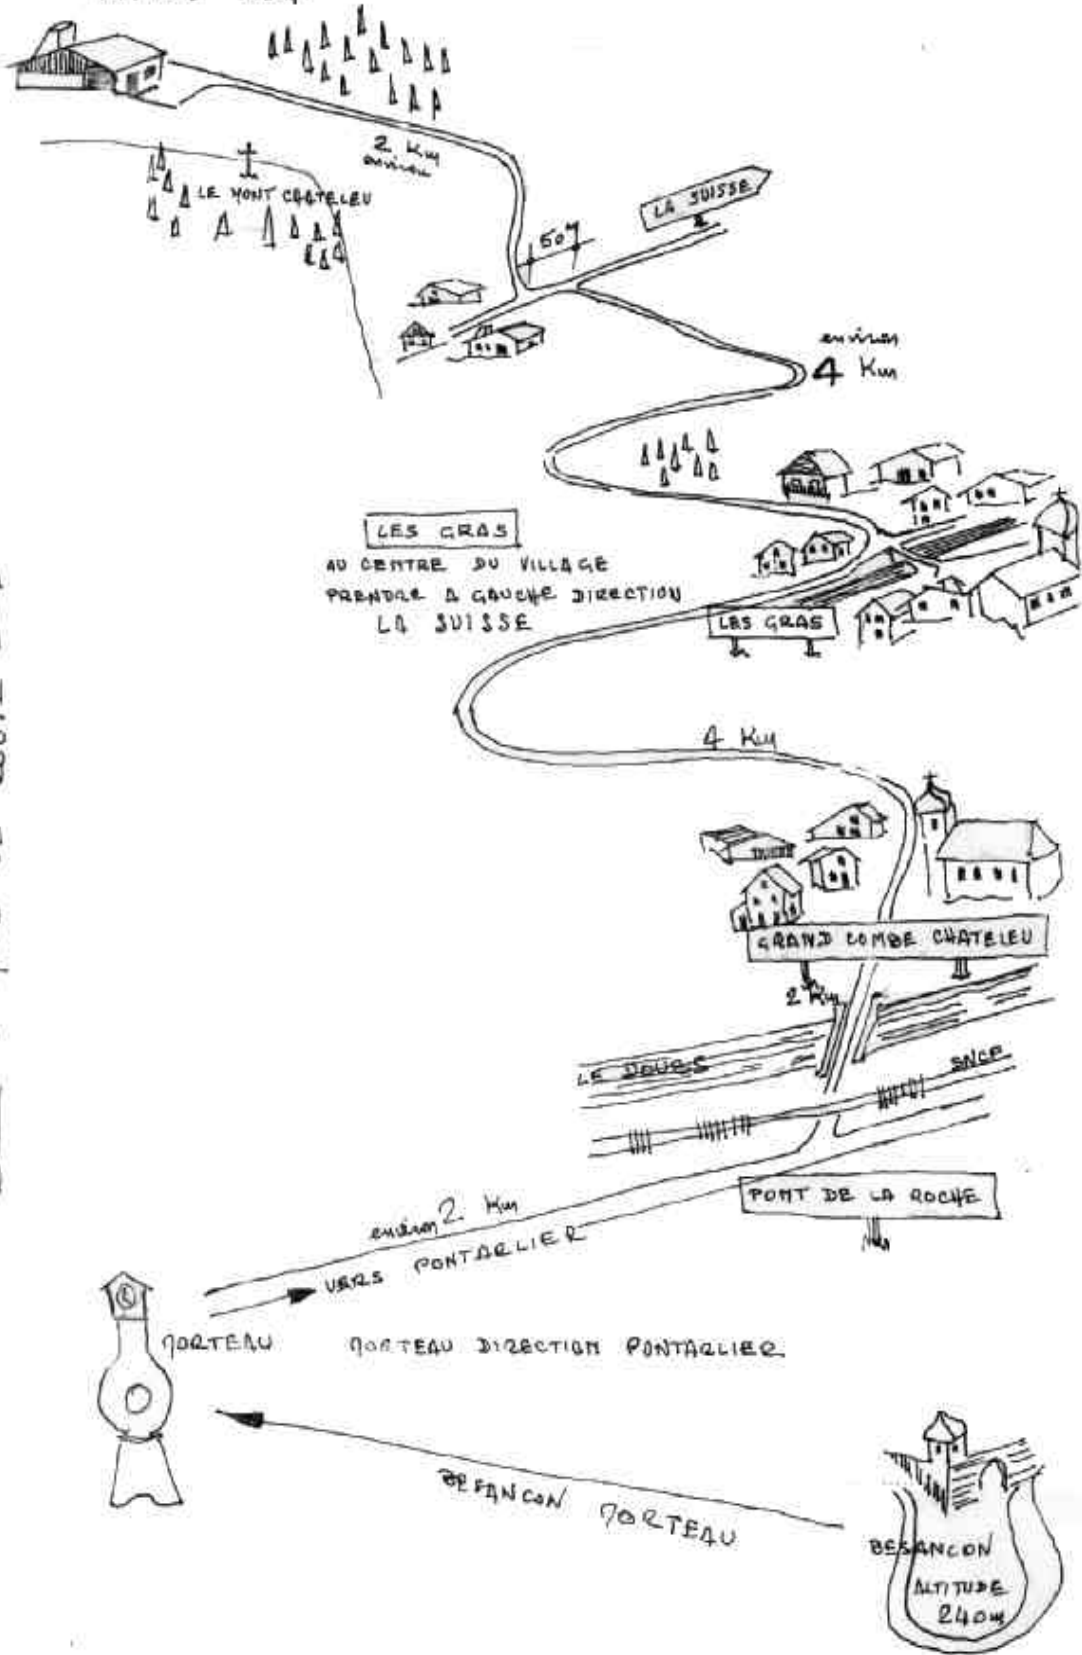 2 Km
environ
LE MONT CHATELEU
LA SUISSE
50m
environ
4 Km
LES GRAS
AU CENTRE DU VILLAGE
PRENDRE A GAUCHE DIRECTION
LA SUISSE
LES GRAS
4 Km
GRAND COMBE CHATELEU
2 Km
LE DOUBS
SNCF
PONT DE LA ROCHE
environ 2 Km
VERS PONTARLIER
MORTEAU
MORTEAU DIRECTION PONTARLIER
BESANCON MORTEAU
BESANCON
ALTITUDE
240m